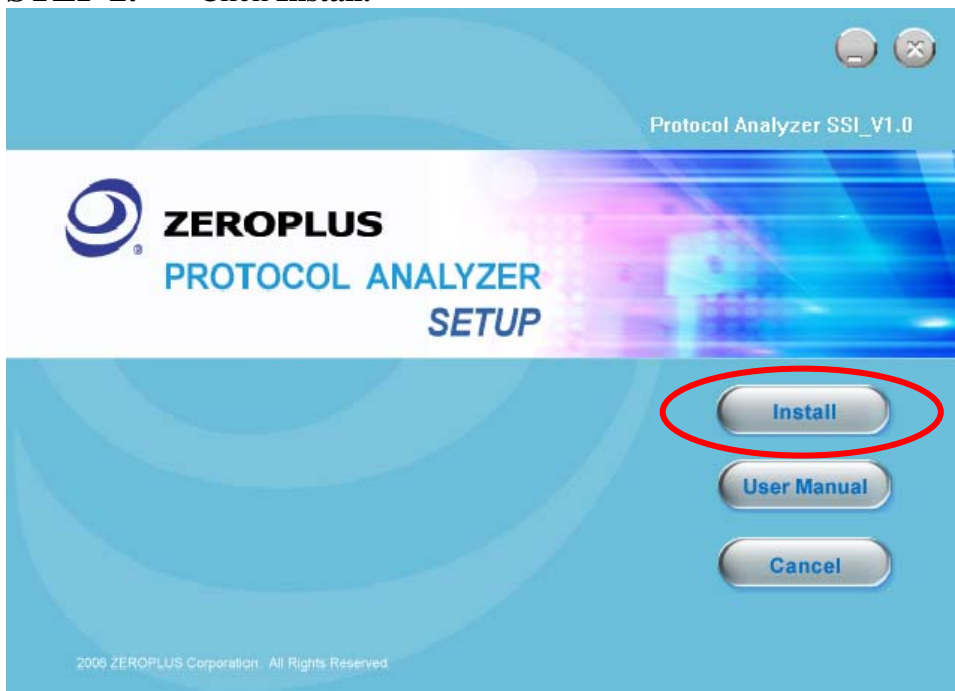 Protocol Analyzer SSI_V1.0
ZEROPLUS
PROTOCOL ANALYZER
SETUP
Install
User Manual
Cancel
2006 ZEROPLUS Corporation. All Rights Reserved.